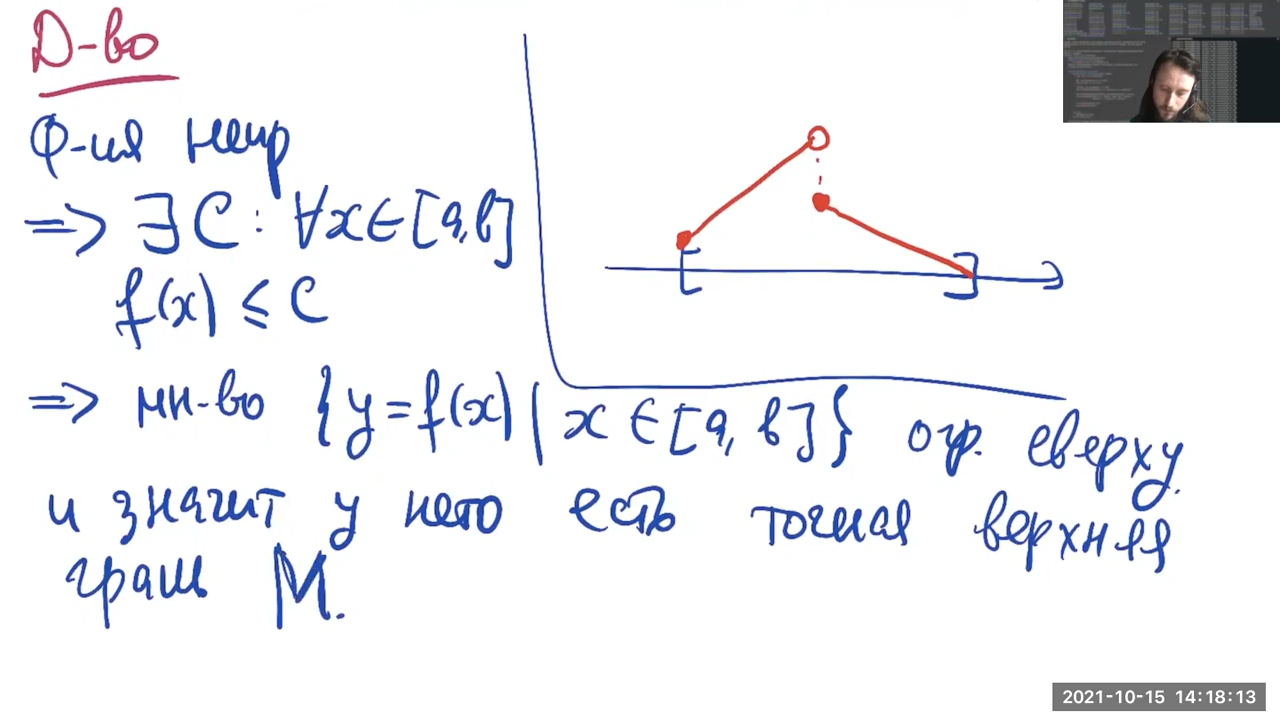 Д-во
Ф-ия непр
=> ∃ C: ∀x∈[a,b]
f(x) ≤ C
=> мн-во {y=f(x) | x∈[a,b]} огр. сверху.
и значит у него есть точная верхняя
грань M.
2021-10-15 14:18:13